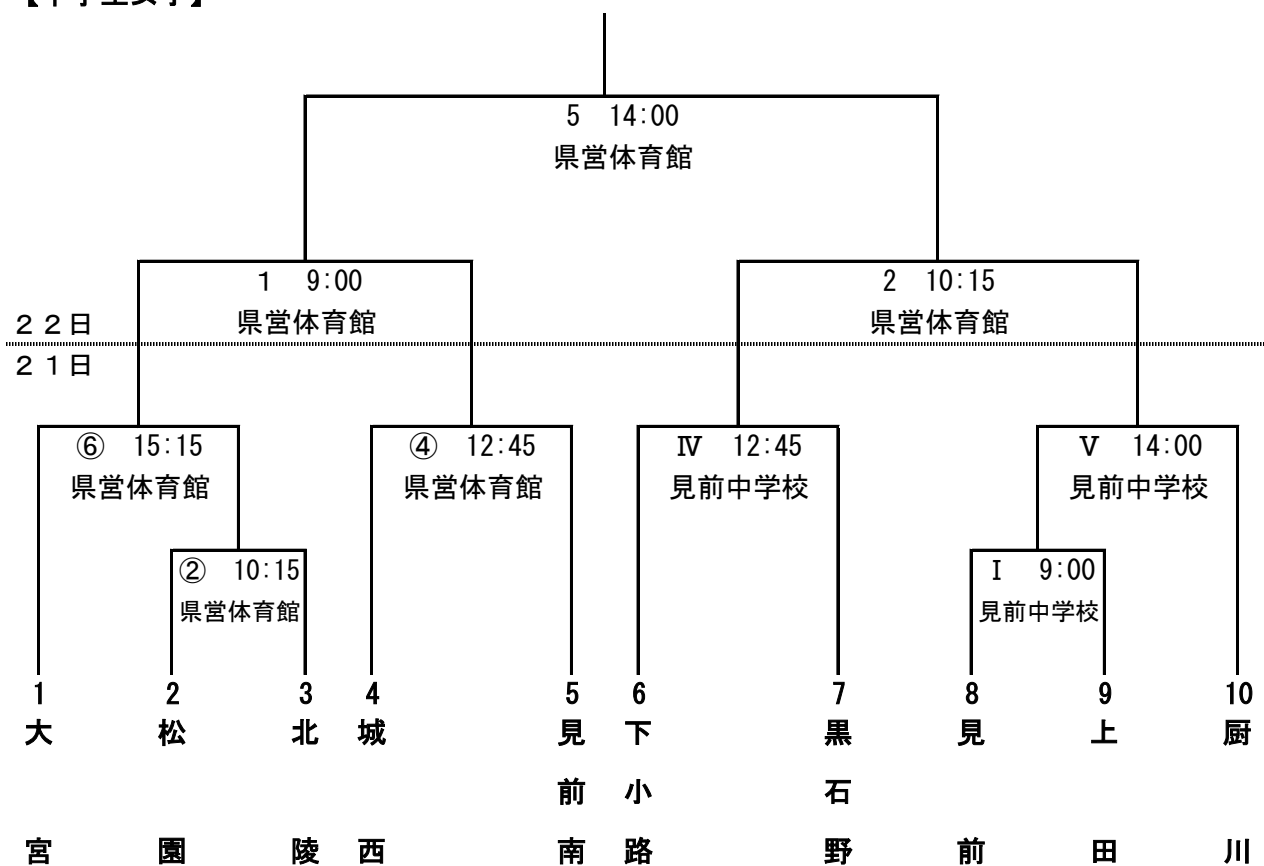 5 14:00
県営体育館
1 9:00
県営体育館
2 10:15
県営体育館
22日
21日
⑥ 15:15
県営体育館
④ 12:45
県営体育館
Ⅳ 12:45
見前中学校
Ⅴ 14:00
見前中学校
② 10:15
県営体育館
Ⅰ 9:00
見前中学校
1 大宮
2 松園
3 北陵
4 城西
5 見前南
6 下小路
7 黒石野
8 見前
9 上田
10 厨川